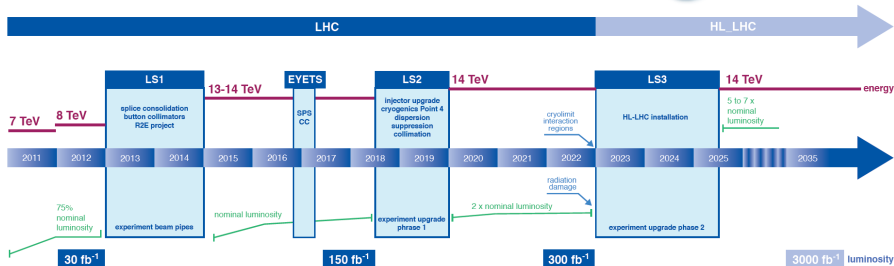 LHC
HL_LHC
LS1
EYETS
LS2
14 TeV
LS3
14 TeV
13-14 TeV
energy
7 TeV
8 TeV
splice consolidation
button collimators
R2E project
SPS
CC
injector upgrade
cryogenics Point 4
dispersion
suppression
collimation
cryolimit
interaction
regions
HL-LHC installation
5 to 7 x
nominal
luminosity
2011
2012
2013
2014
2015
2016
2017
2018
2019
2020
2021
2022
2023
2024
2025
2035
radiation
damage
75%
nominal
luminosity
nominal luminosity
2 x nominal luminosity
experiment beam pipes
experiment upgrade
phrase 1
experiment upgrade phase 2
30 fb⁻¹
150 fb⁻¹
300 fb⁻¹
3000 fb⁻¹
luminosity